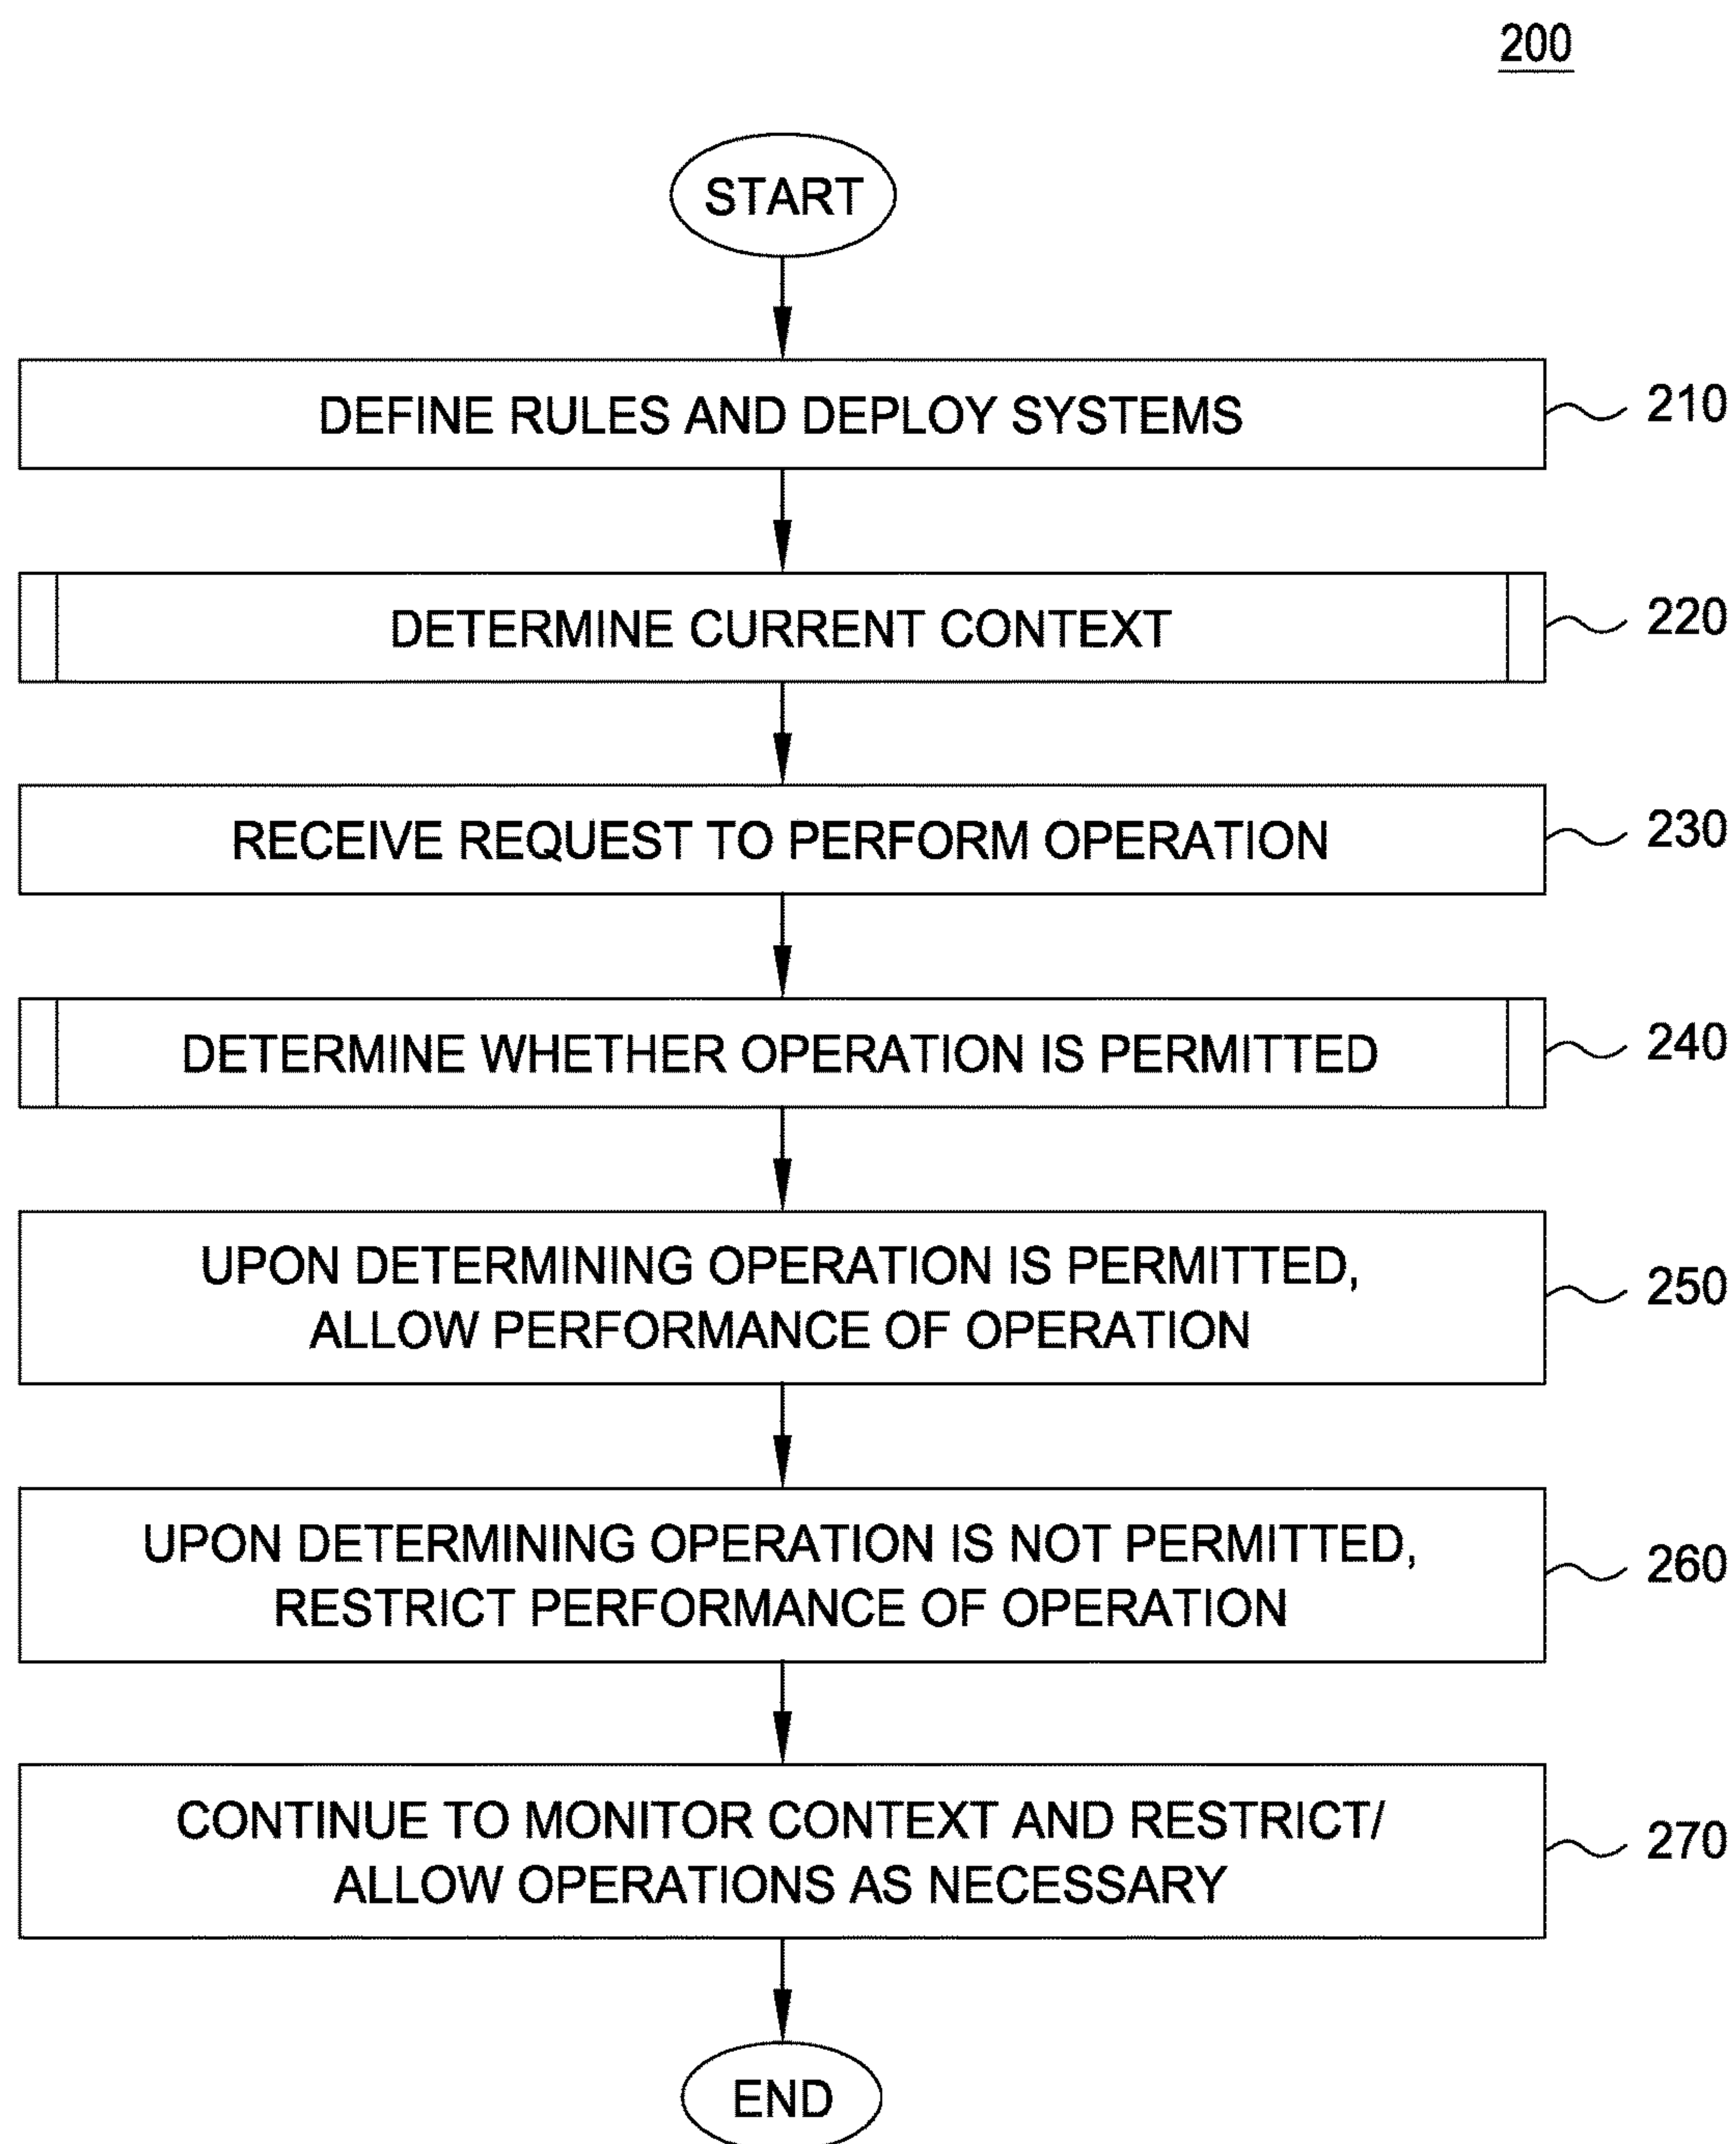 200
START
DEFINE RULES AND DEPLOY SYSTEMS
210
DETERMINE CURRENT CONTEXT
220
RECEIVE REQUEST TO PERFORM OPERATION
230
DETERMINE WHETHER OPERATION IS PERMITTED
240
UPON DETERMINING OPERATION IS PERMITTED,
ALLOW PERFORMANCE OF OPERATION
250
UPON DETERMINING OPERATION IS NOT PERMITTED,
RESTRICT PERFORMANCE OF OPERATION
260
CONTINUE TO MONITOR CONTEXT AND RESTRICT/
ALLOW OPERATIONS AS NECESSARY
270
END